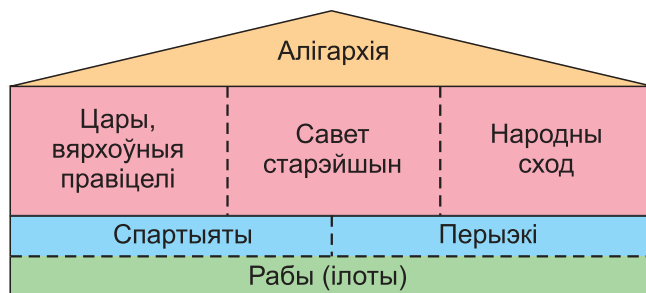 Алігархія
Цары,
вярхоўныя
правіцелі
Савет
старэйшын
Народны
сход
Спартыяты
Перыэкі
Рабы (ілоты)